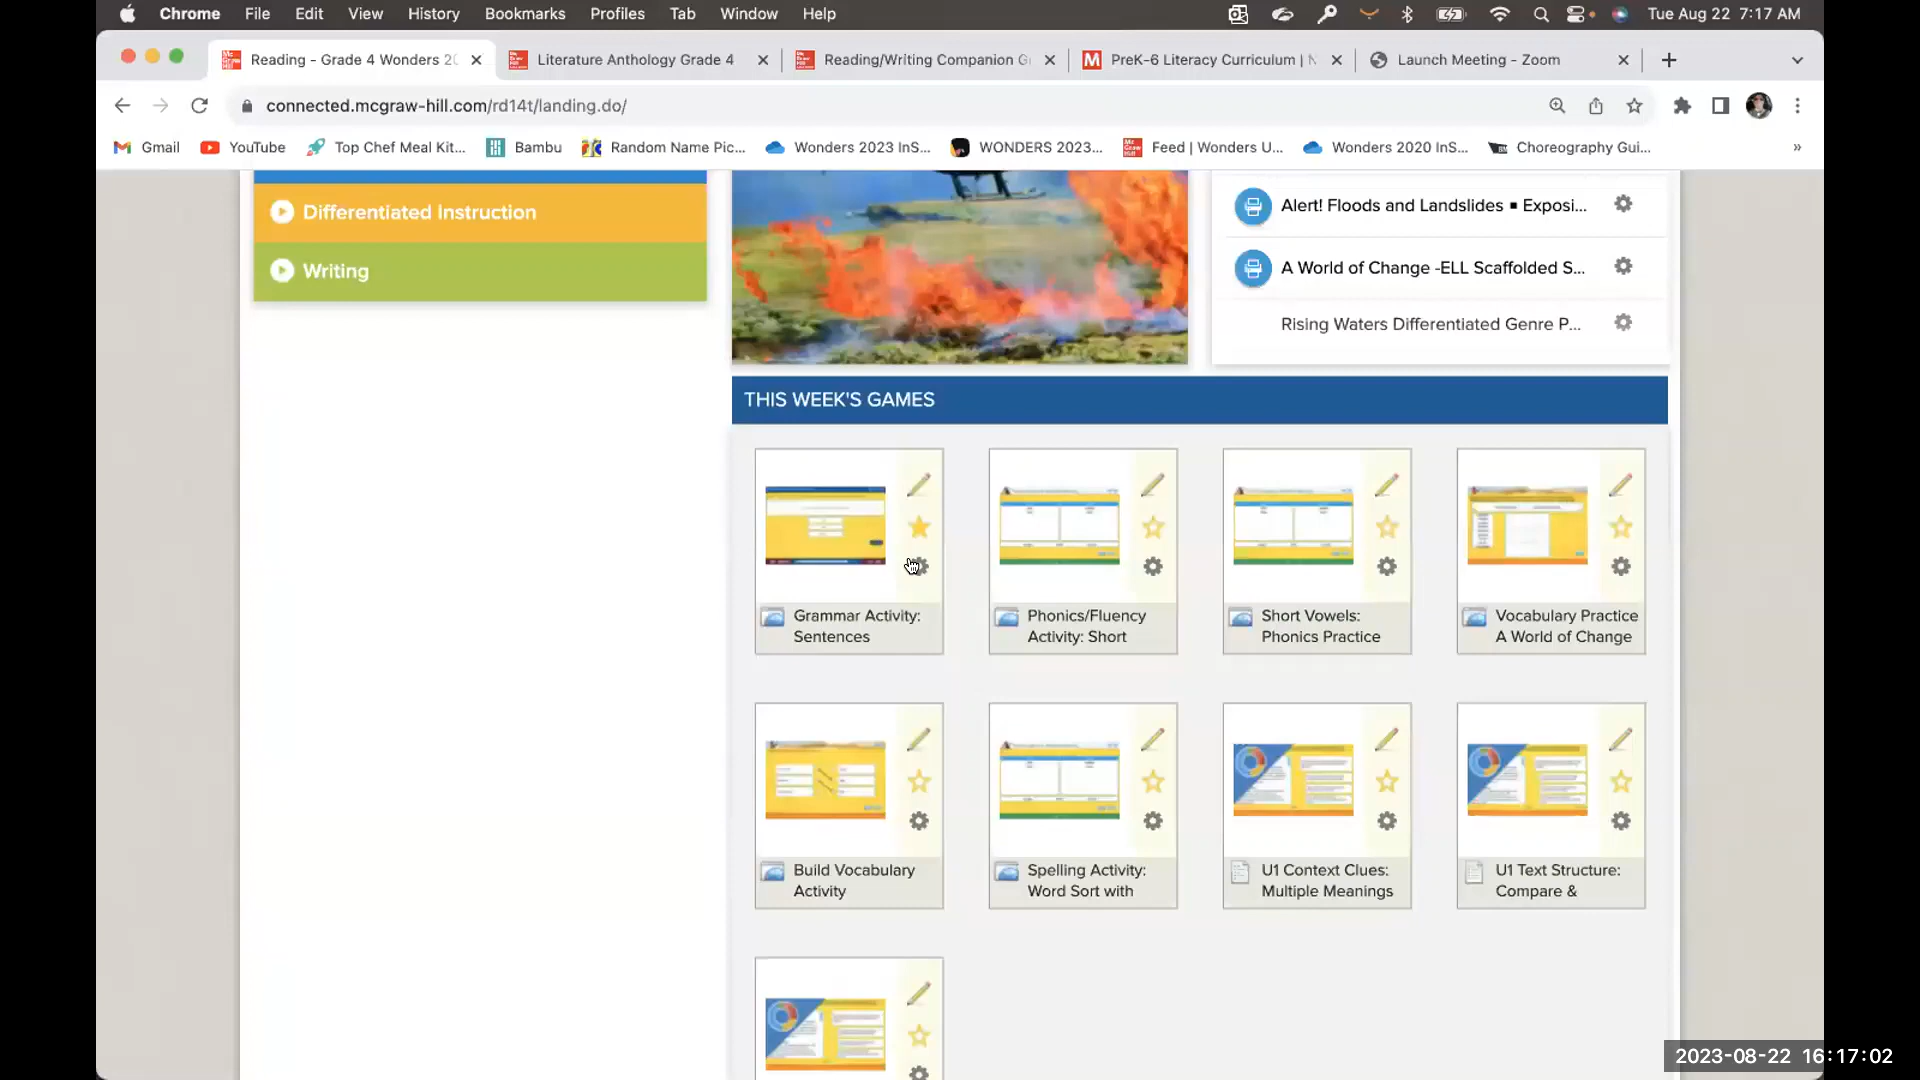 Chrome File Edit View History Bookmarks Profiles Tab Window Help Tue Aug 22 7:17 AM
Reading - Grade 4 Wonders 20 Literature Anthology Grade 4 Reading/Writing Companion G PreK-6 Literacy Curriculum | Launch Meeting - Zoom
connected.mcgraw-hill.com/rd14t/landing.do/
Gmail YouTube Top Chef Meal Kit... Bambu Random Name Pic... Wonders 2023 InS... WONDERS 2023... Feed | Wonders U... Wonders 2020 InS... Choreography Gui... »
Differentiated Instruction
Writing
Alert! Floods and Landslides ▪ Exposi...
A World of Change -ELL Scaffolded S...
Rising Waters Differentiated Genre P...
THIS WEEK'S GAMES
Grammar Activity:
Sentences
Phonics/Fluency
Activity: Short
Short Vowels:
Phonics Practice
Vocabulary Practice
A World of Change
Build Vocabulary
Activity
Spelling Activity:
Word Sort with
U1 Context Clues:
Multiple Meanings
U1 Text Structure:
Compare &
2023-08-22 16:17:02